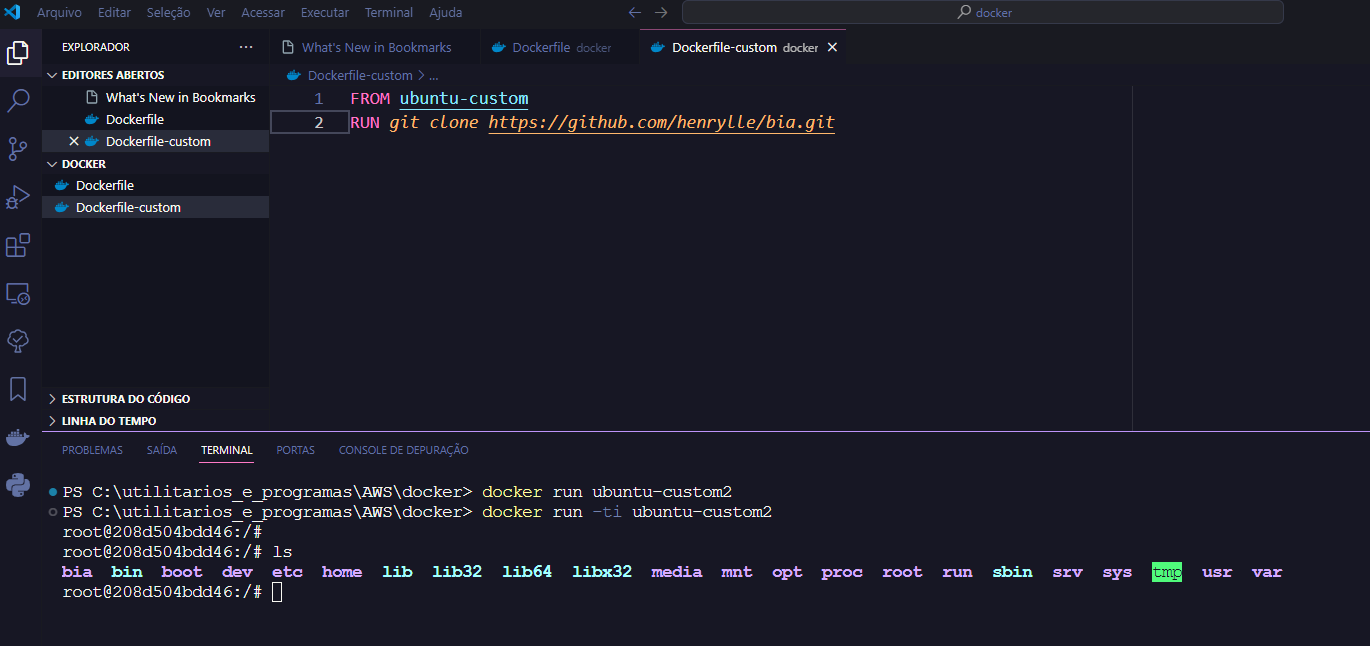 Arquivo Editar Seleção Ver Acessar Executar Terminal Ajuda docker
EXPLORADOR ... What's New in Bookmarks Dockerfile docker Dockerfile-custom docker
EDITORES ABERTOS
What's New in Bookmarks
Dockerfile
Dockerfile-custom
DOCKER
Dockerfile
Dockerfile-custom
ESTRUTURA DO CÓDIGO
LINHA DO TEMPO
Dockerfile-custom > ...
1 FROM ubuntu-custom
2 RUN git clone https://github.com/henrylle/bia.git
PROBLEMAS SAÍDA TERMINAL PORTAS CONSOLE DE DEPURAÇÃO
PS C:\utilitarios_e_programas\AWS\docker> docker run ubuntu-custom2
PS C:\utilitarios_e_programas\AWS\docker> docker run -ti ubuntu-custom2
root@208d504bdd46:/#
root@208d504bdd46:/# ls
bia bin boot dev etc home lib lib32 lib64 libx32 media mnt opt proc root run sbin srv sys tmp usr var
root@208d504bdd46:/#